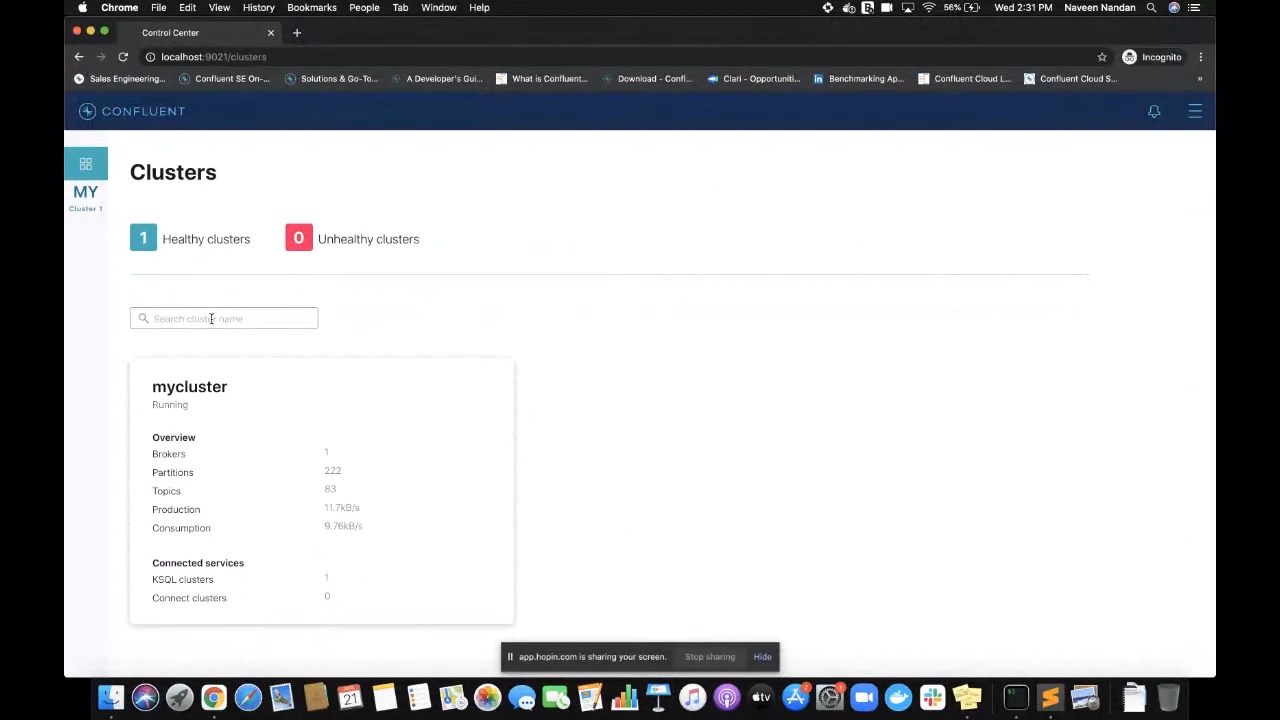 Chrome File Edit View History Bookmarks People Tab Window Help 56% Wed 2:31 PM Naveen Nandan
Control Center
localhost:9021/clusters Incognito
Sales Engineering... Confluent SE On-... Solutions & Go-To... A Developer's Gui... What is Confluent... Download - Confl... Clari - Opportuniti... Benchmarking Ap... Confluent Cloud L... Confluent Cloud S... »
CONFLUENT
MY
Cluster 1
Clusters
1 Healthy clusters 0 Unhealthy clusters
Search cluster name
mycluster
Running
Overview
Brokers 1
Partitions 222
Topics 83
Production 11.7kB/s
Consumption 9.76kB/s
Connected services
KSQL clusters 1
Connect clusters 0
app.hopin.com is sharing your screen. Stop sharing Hide
21
tv